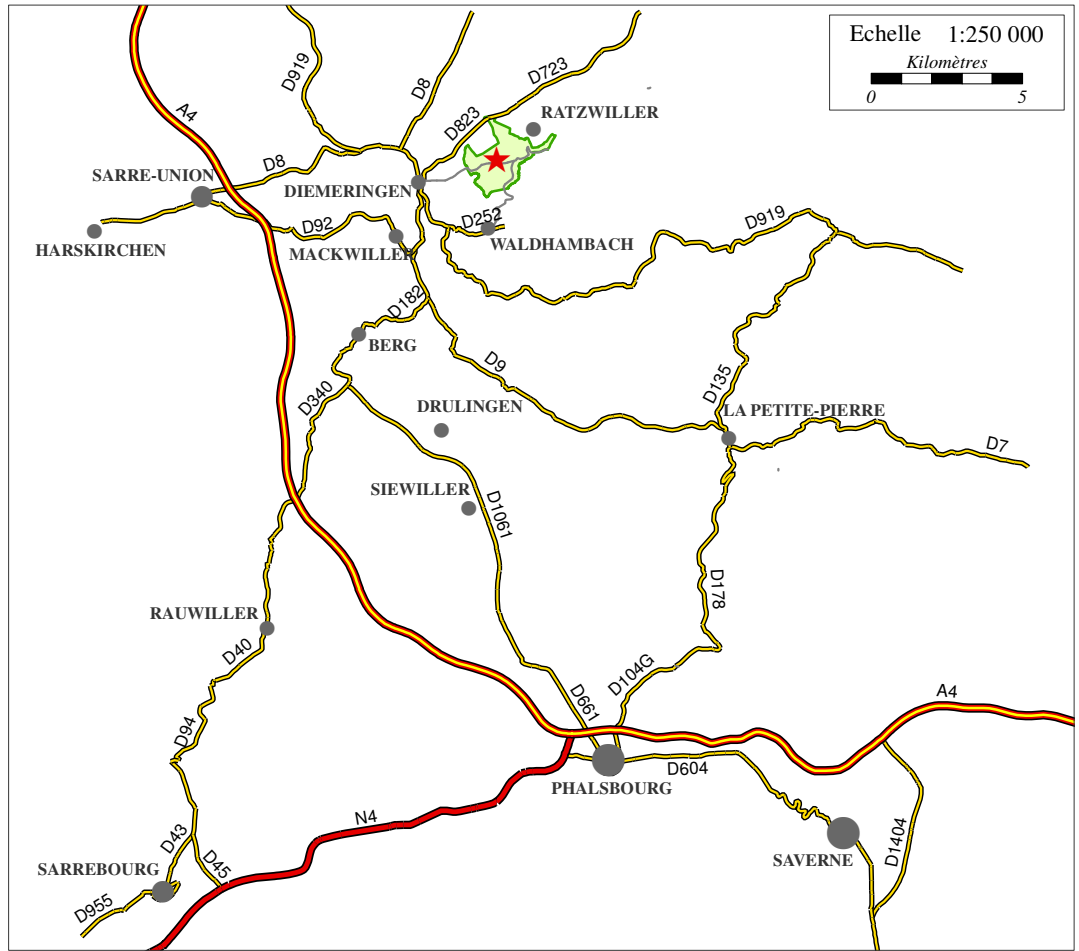 Echelle 1:250 000
Kilomètres
0 5
D919
D8
D723
A4
D823
RATZWILLER
D8
SARRE-UNION
DIEMERINGEN
D92
D252
D919
HARSKIRCHEN
MACKWILLER
WALDHAMBACH
D182
BERG
D9
D340
D135
DRULINGEN
LA PETITE-PIERRE
D7
SIEWILLER
D1061
D178
RAUWILLER
D40
D104G
D661
A4
D94
D604
PHALSBOURG
N4
D43
D45
SAVERNE
D1404
SARREBOURG
D955